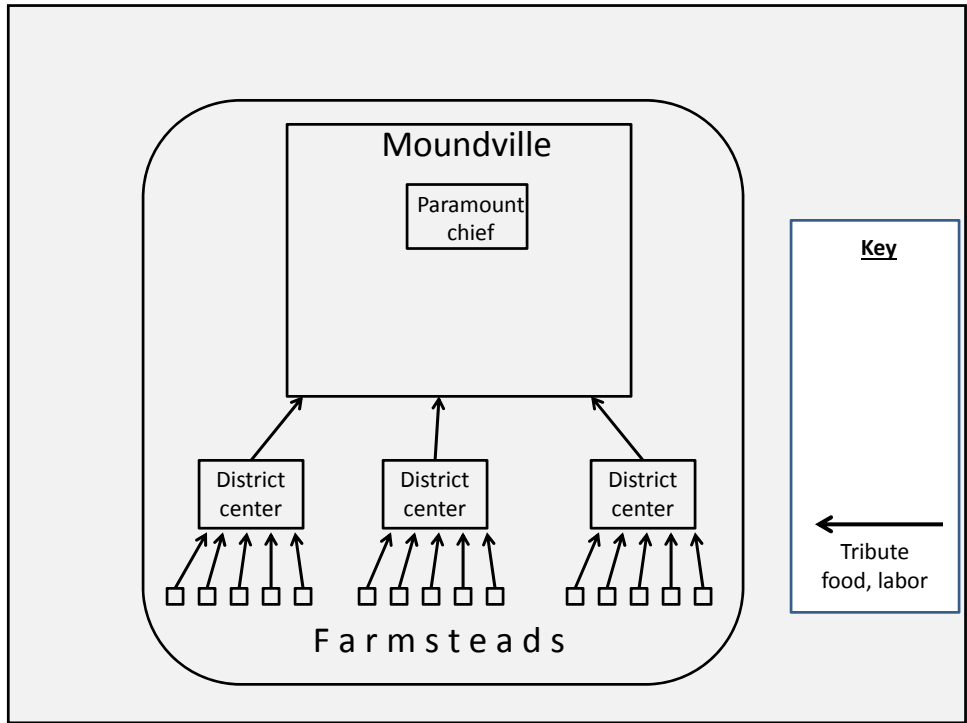 Moundville
Paramount
chief
Key
District
center
District
center
District
center
Tribute
food, labor
Farmsteads